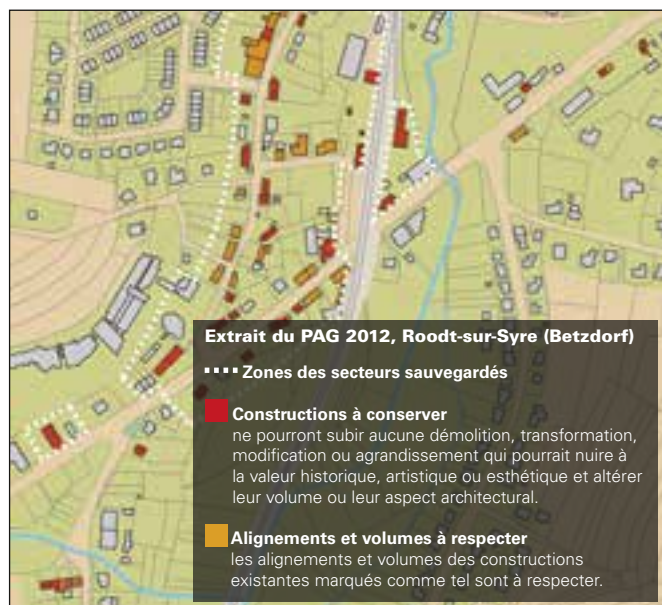 Extrait du PAG 2012, Roodt-sur-Syre (Betzdorf)
Zones des secteurs sauvegardés
Constructions à conserver
ne pourront subir aucune démolition, transformation,
modification ou agrandissement qui pourrait nuire à
la valeur historique, artistique ou esthétique et altérer
leur volume ou leur aspect architectural.
Alignements et volumes à respecter
les alignements et volumes des constructions
existantes marqués comme tel sont à respecter.